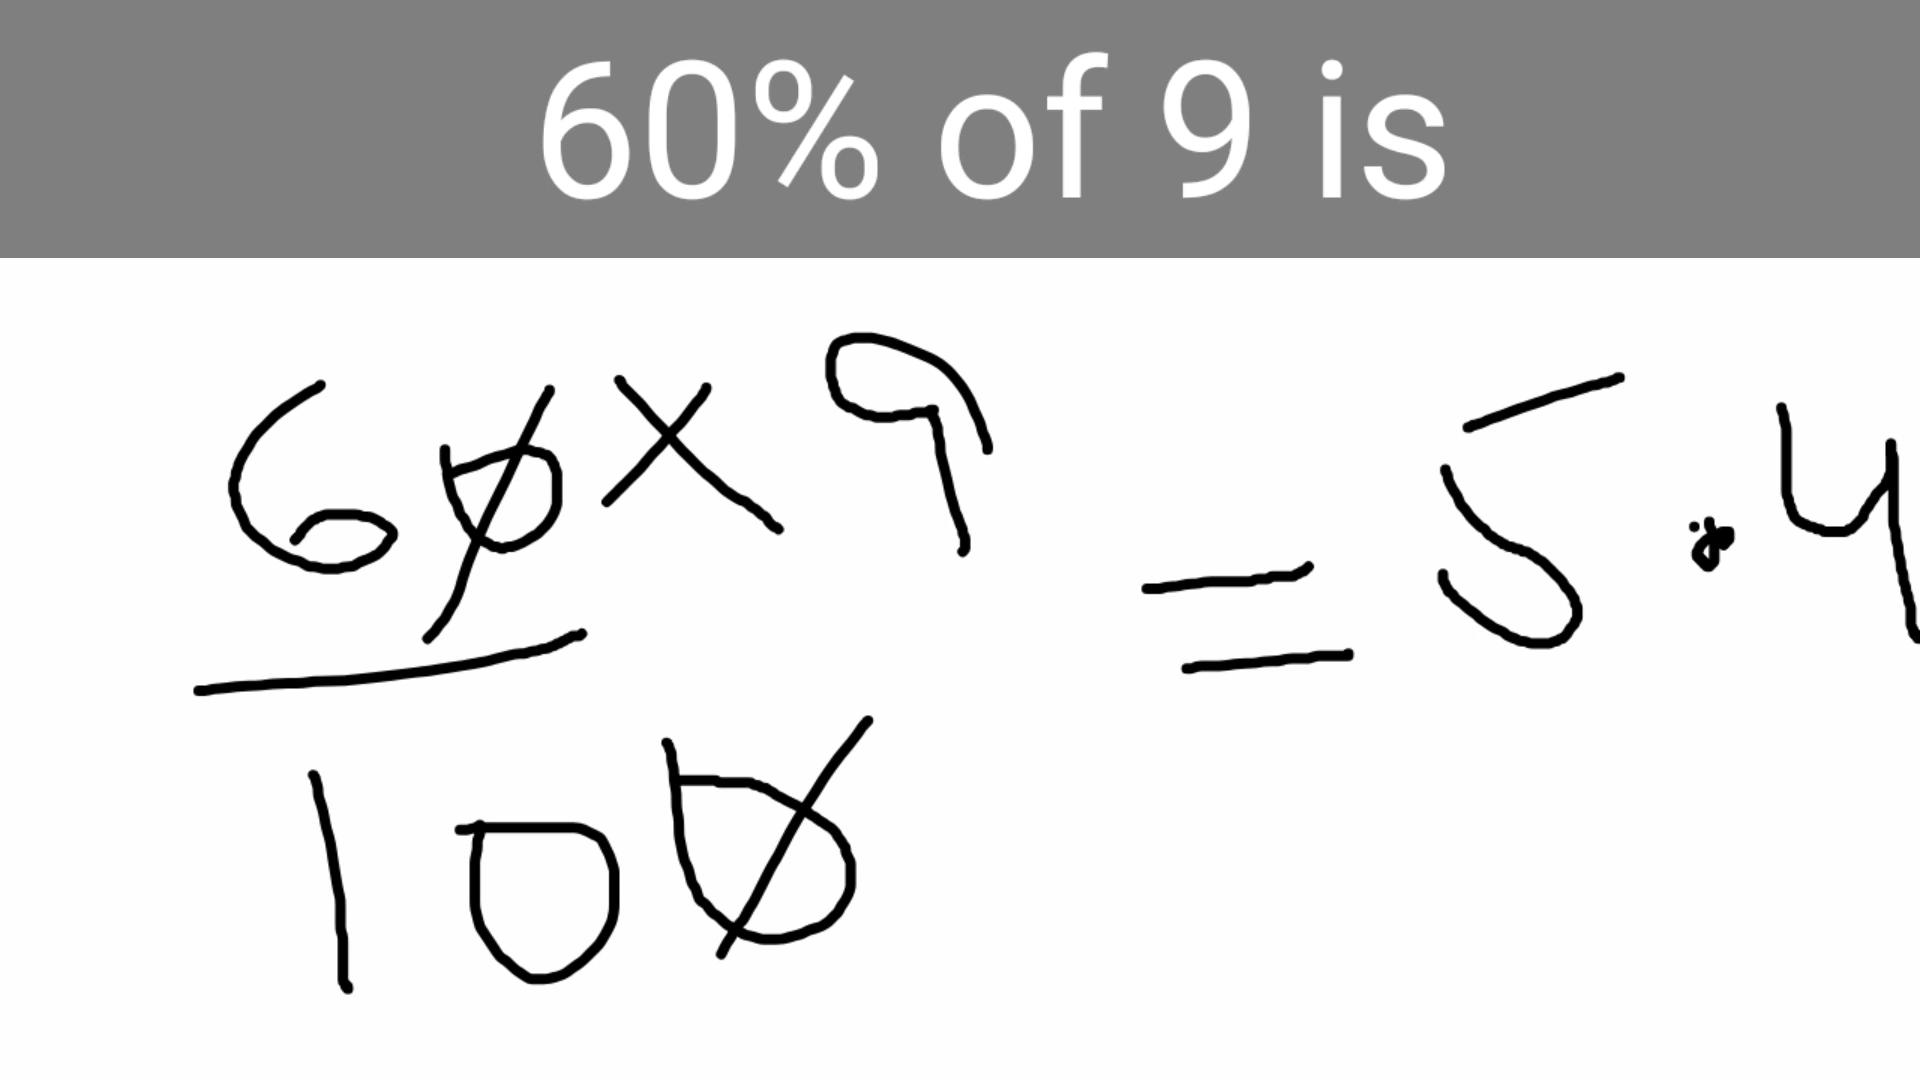 60% of 9 is
60 × 9 = 5.4
100